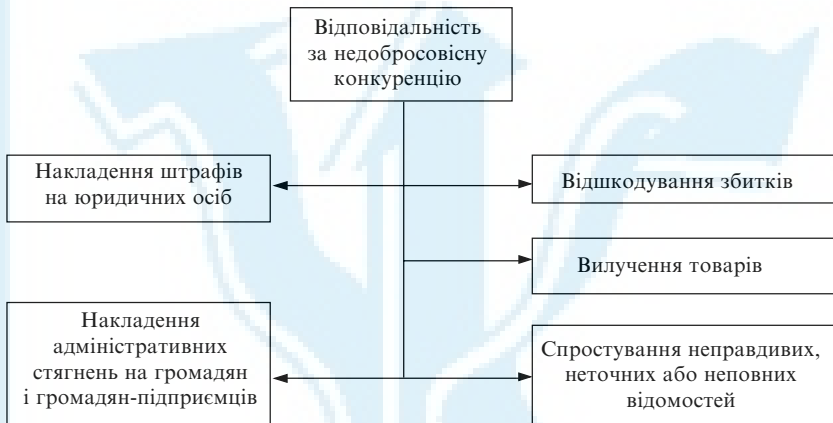 Відповідальність
за недобросовісну
конкуренцію
Накладення штрафів
на юридичних осіб
Відшкодування збитків
Вилучення товарів
Накладення
адміністративних
стягнень на громадян
і громадян-підприємців
Спростування неправдивих,
неточних або неповних
відомостей